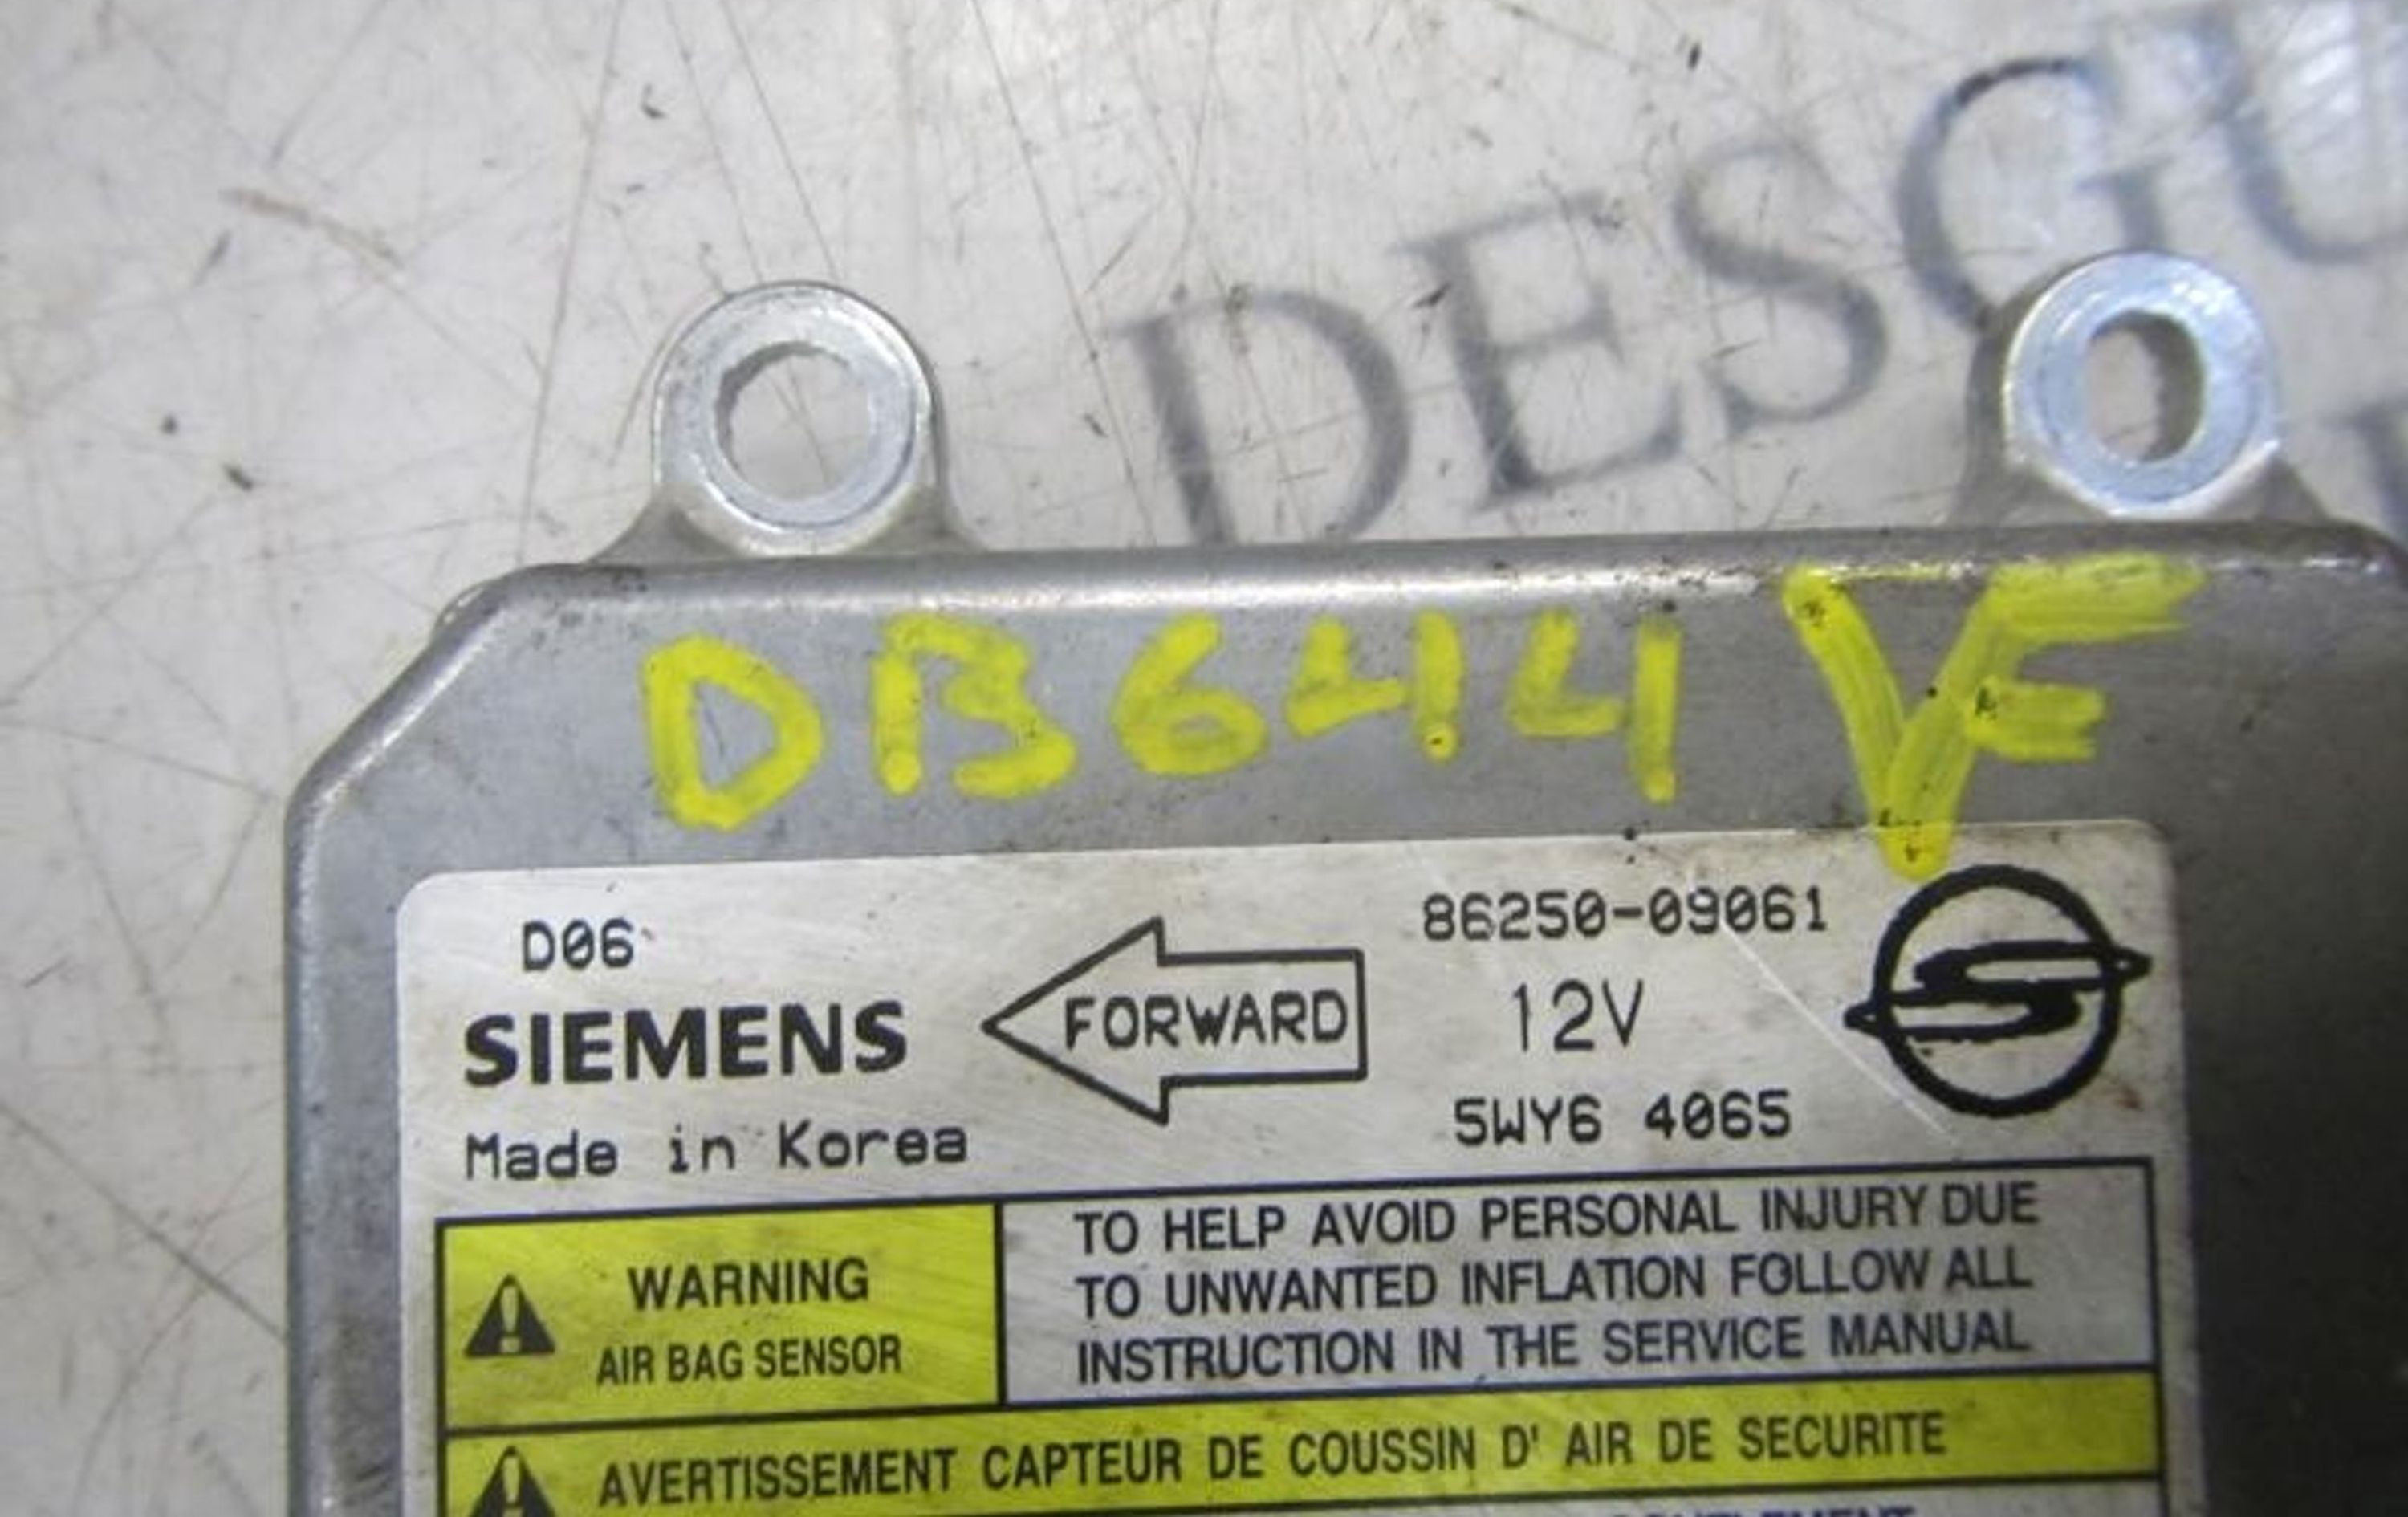 DESGU
DB644 VF
D06
SIEMENS
Made in Korea
FORWARD
86250-09061
12V
5WY6 4065
WARNING
AIR BAG SENSOR
TO HELP AVOID PERSONAL INJURY DUE
TO UNWANTED INFLATION FOLLOW ALL
INSTRUCTION IN THE SERVICE MANUAL
AVERTISSEMENT CAPTEUR DE COUSSIN D' AIR DE SECURITE